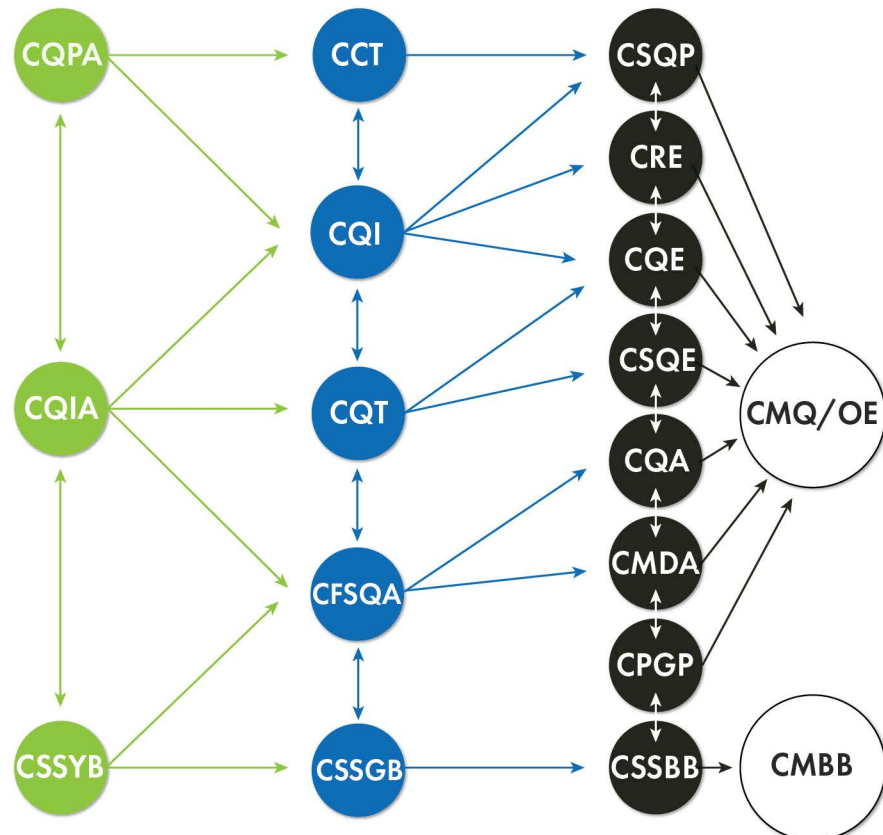 CQPA
CQIA
CSSYB
CCT
CQI
CQT
CFSQA
CSSGB
CSQP
CRE
CQE
CSQE
CQA
CMDA
CPGP
CSSBB
CMQ/OE
CMBB